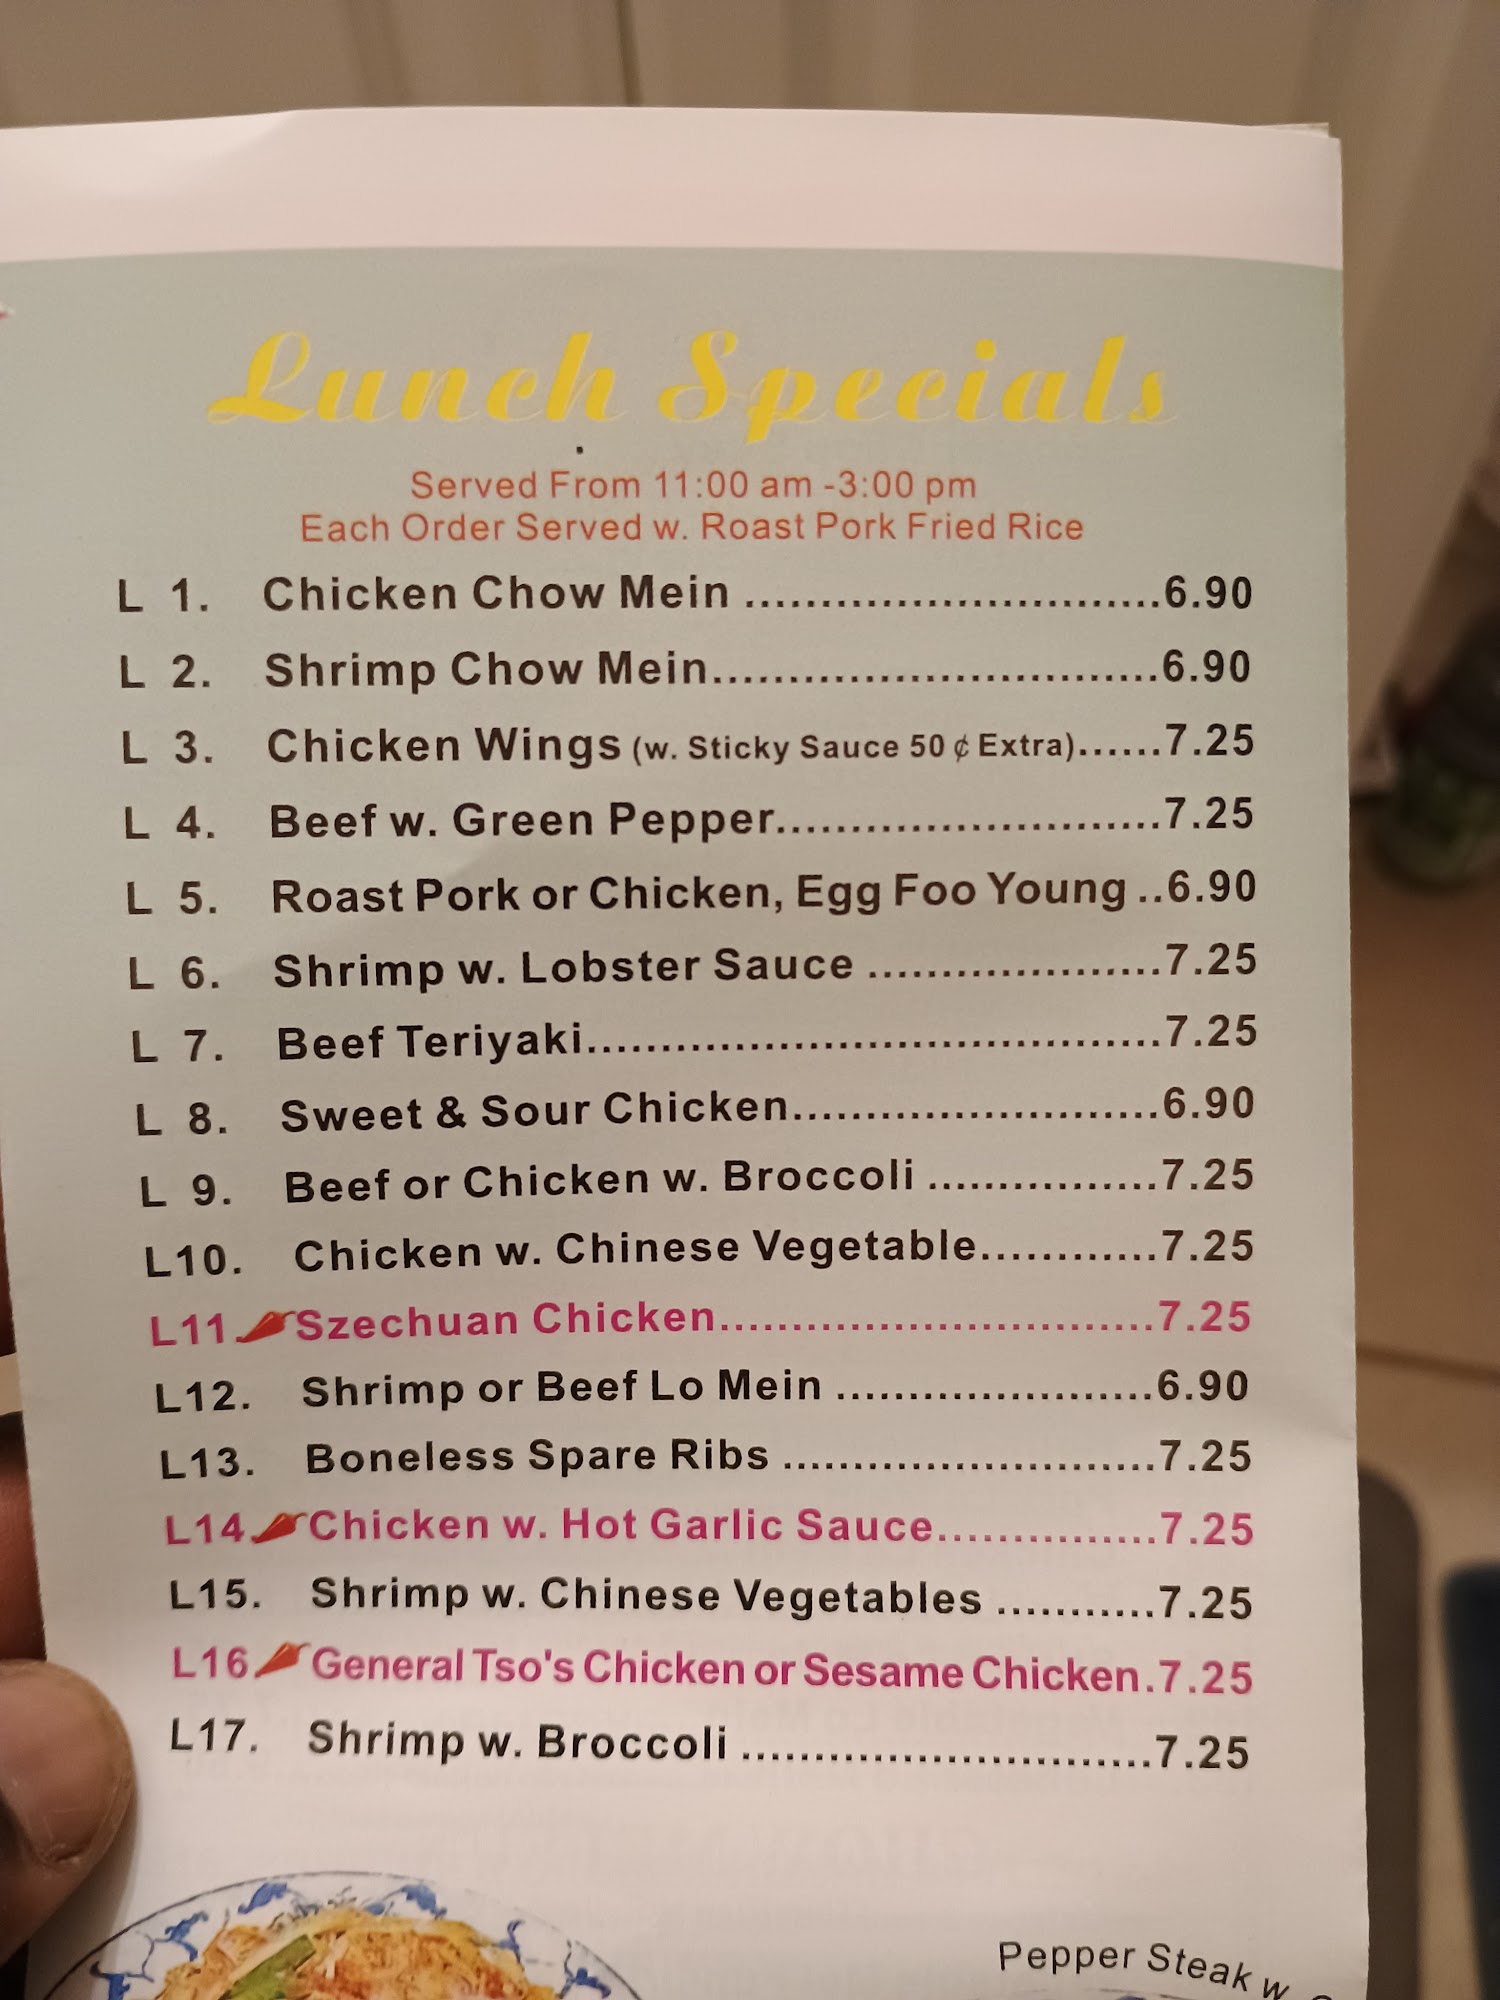 Lunch Specials
Served From 11:00 am -3:00 pm
Each Order Served w. Roast Pork Fried Rice
L 1. Chicken Chow Mein ............................6.90
L 2. Shrimp Chow Mein..............................6.90
L 3. Chicken Wings (w. Sticky Sauce 50 ¢ Extra)......7.25
L 4. Beef w. Green Pepper..........................7.25
L 5. Roast Pork or Chicken, Egg Foo Young ..6.90
L 6. Shrimp w. Lobster Sauce ....................7.25
L 7. Beef Teriyaki.......................................7.25
L 8. Sweet & Sour Chicken.........................6.90
L 9. Beef or Chicken w. Broccoli ................7.25
L10. Chicken w. Chinese Vegetable............7.25
L11 Szechuan Chicken..............................7.25
L12. Shrimp or Beef Lo Mein ......................6.90
L13. Boneless Spare Ribs ..........................7.25
L14 Chicken w. Hot Garlic Sauce...............7.25
L15. Shrimp w. Chinese Vegetables ...........7.25
L16 General Tso's Chicken or Sesame Chicken.7.25
L17. Shrimp w. Broccoli ............................7.25
Pepper Steak w.